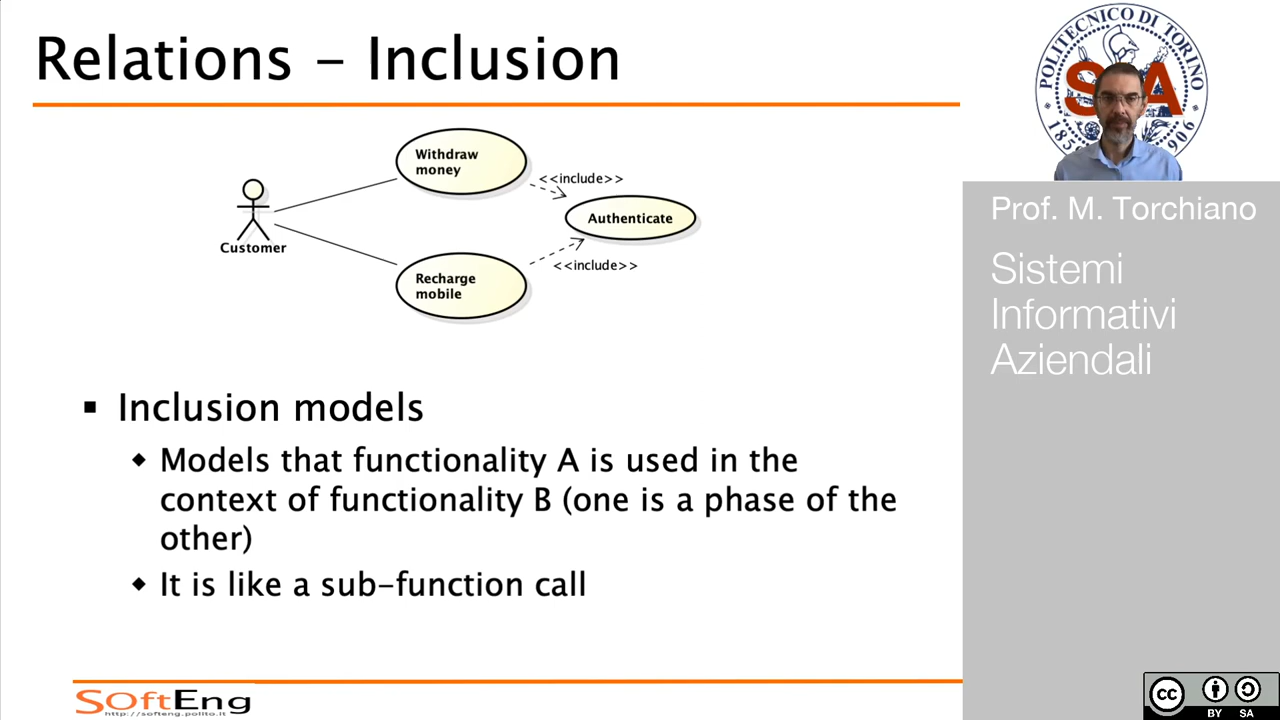 Relations – Inclusion
Withdraw
money
<<include>>
Authenticate
Customer
Recharge
mobile
<<include>>
▪ Inclusion models
◆ Models that functionality A is used in the
context of functionality B (one is a phase of the
other)
◆ It is like a sub-function call
SOftEng
http://softeng.polito.it
POLITECNICO DI TORINO
S A
Prof. M. Torchiano
Sistemi
Informativi
Aziendali
cc
BY SA